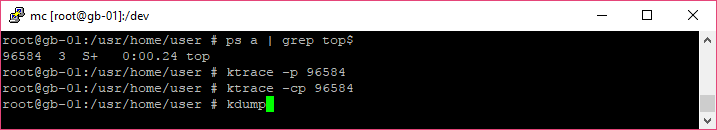 mc [root@gb-01]:/dev
root@gb-01:/usr/home/user # ps a | grep top$
96584  3  S+   0:00.24 top
root@gb-01:/usr/home/user # ktrace -p 96584
root@gb-01:/usr/home/user # ktrace -cp 96584
root@gb-01:/usr/home/user # kdump